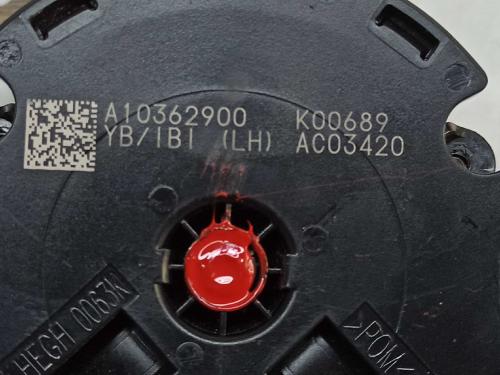 A10362900 K00689
YB/IBI (LH) AC03420
HEGH 0063K
>POM<